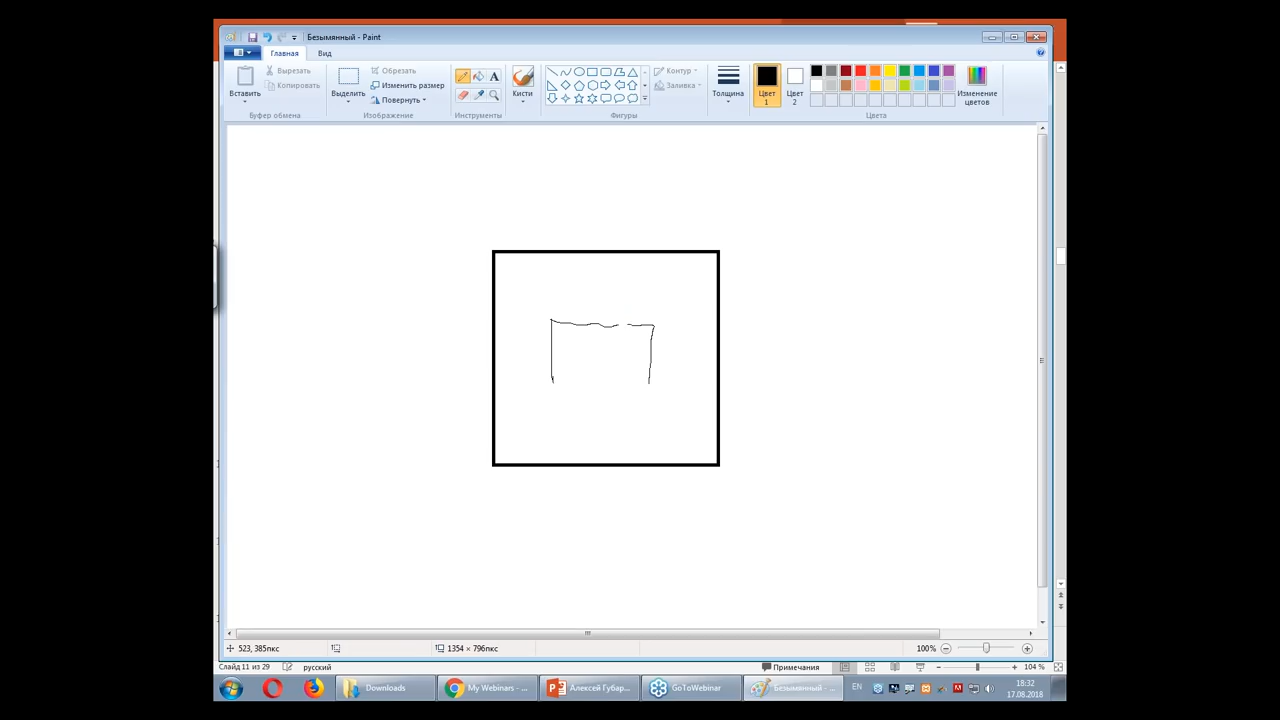 Безымянный - Paint
Главная Вид
Вставить
Вырезать
Копировать
Буфер обмена
Выделить
Обрезать
Изменить размер
Повернуть
Изображение
A
Инструменты
Кисти
Контур
Заливка
Фигуры
Толщина
Цвет 1
Цвет 2
Изменение цветов
Цвета
523, 385пкс
1354 × 796пкс
100%
Слайд 11 из 29 русский Примечания 104 %
Downloads My Webinars - ... Алексей Губар... GoToWebinar Безымянный - ... EN 18:32
17.08.2018